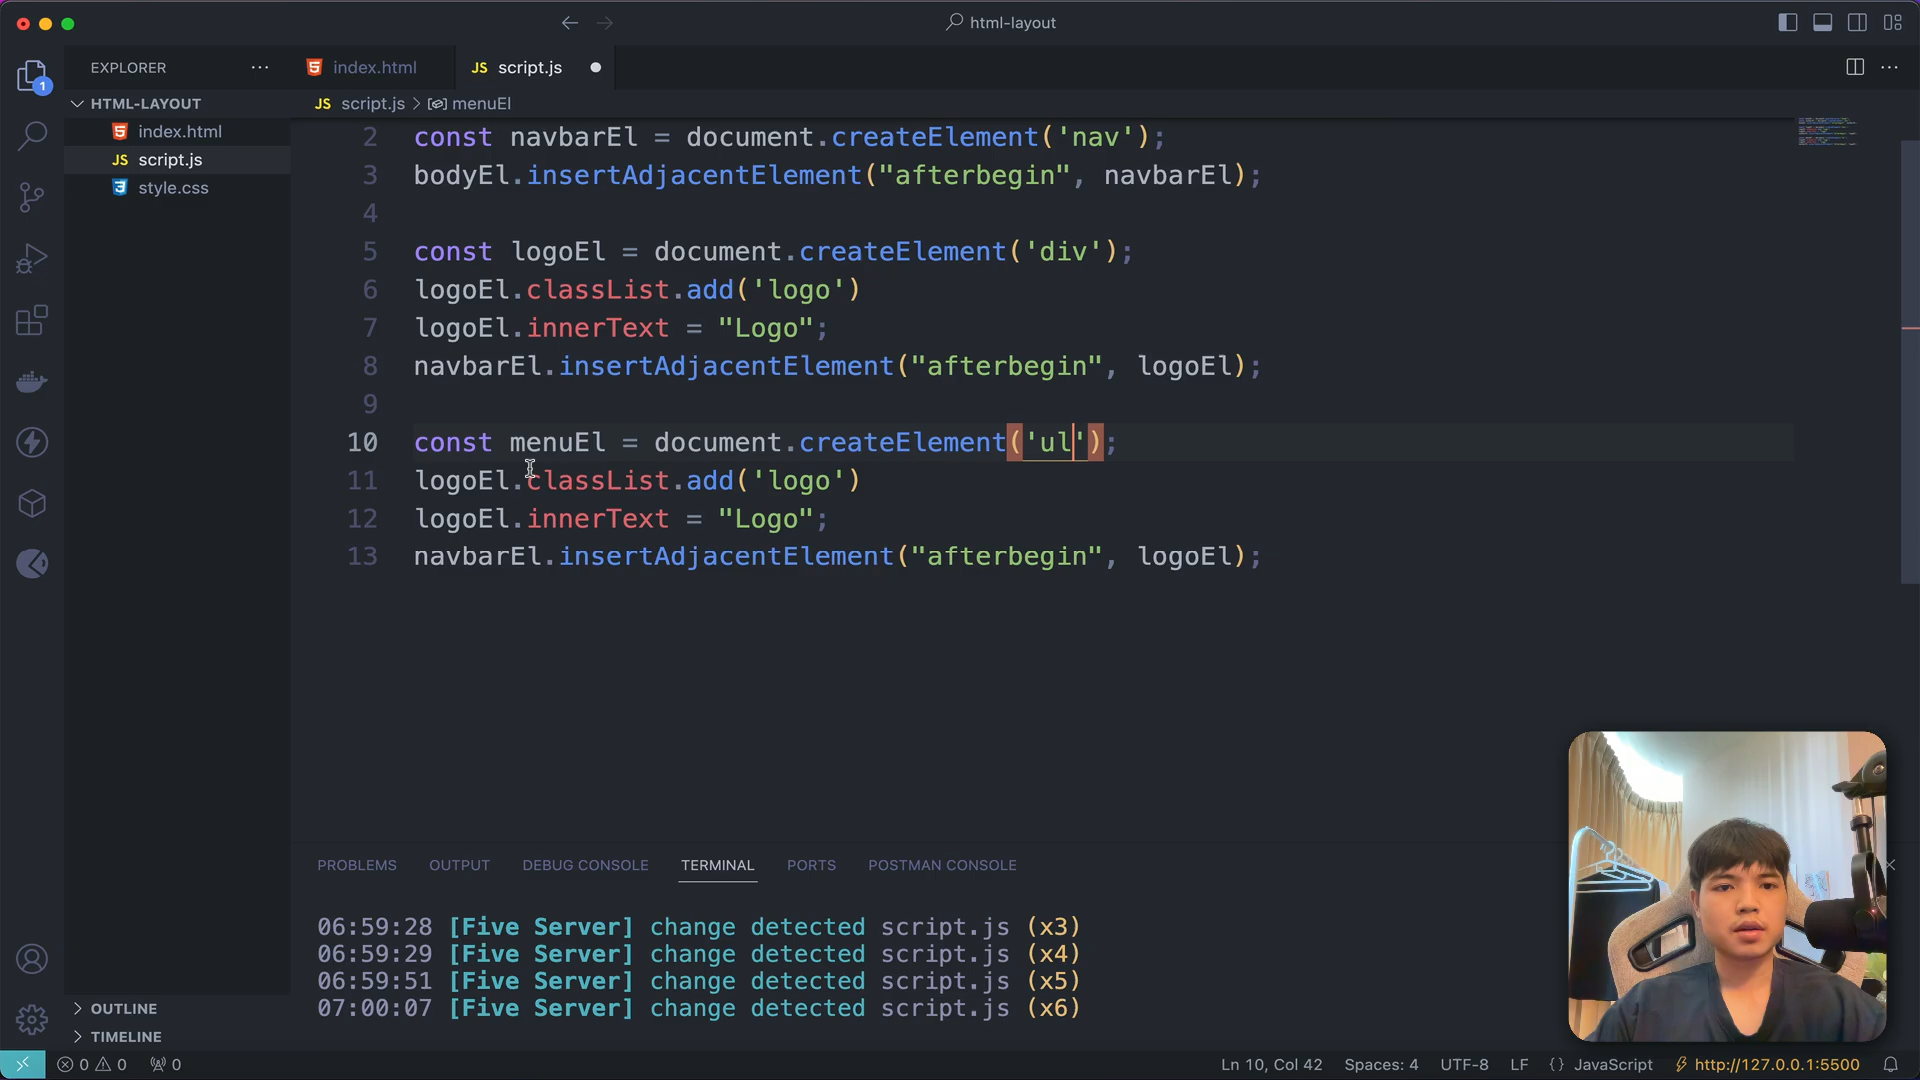 html-layout
EXPLORER
index.html
JS script.js
1
HTML-LAYOUT
JS script.js > menuEl
index.html
JS script.js
style.css
2 const navbarEl = document.createElement('nav');
3 bodyEl.insertAdjacentElement("afterbegin", navbarEl);
4
5 const logoEl = document.createElement('div');
6 logoEl.classList.add('logo')
7 logoEl.innerText = "Logo";
8 navbarEl.insertAdjacentElement("afterbegin", logoEl);
9
10 const menuEl = document.createElement('ul');
11 logoEl.classList.add('logo')
12 logoEl.innerText = "Logo";
13 navbarEl.insertAdjacentElement("afterbegin", logoEl);
PROBLEMS OUTPUT DEBUG CONSOLE TERMINAL PORTS POSTMAN CONSOLE
06:59:28 [Five Server] change detected script.js (x3)
06:59:29 [Five Server] change detected script.js (x4)
06:59:51 [Five Server] change detected script.js (x5)
07:00:07 [Five Server] change detected script.js (x6)
OUTLINE
TIMELINE
0 0 0 Ln 10, Col 42 Spaces: 4 UTF-8 LF {} JavaScript http://127.0.0.1:5500